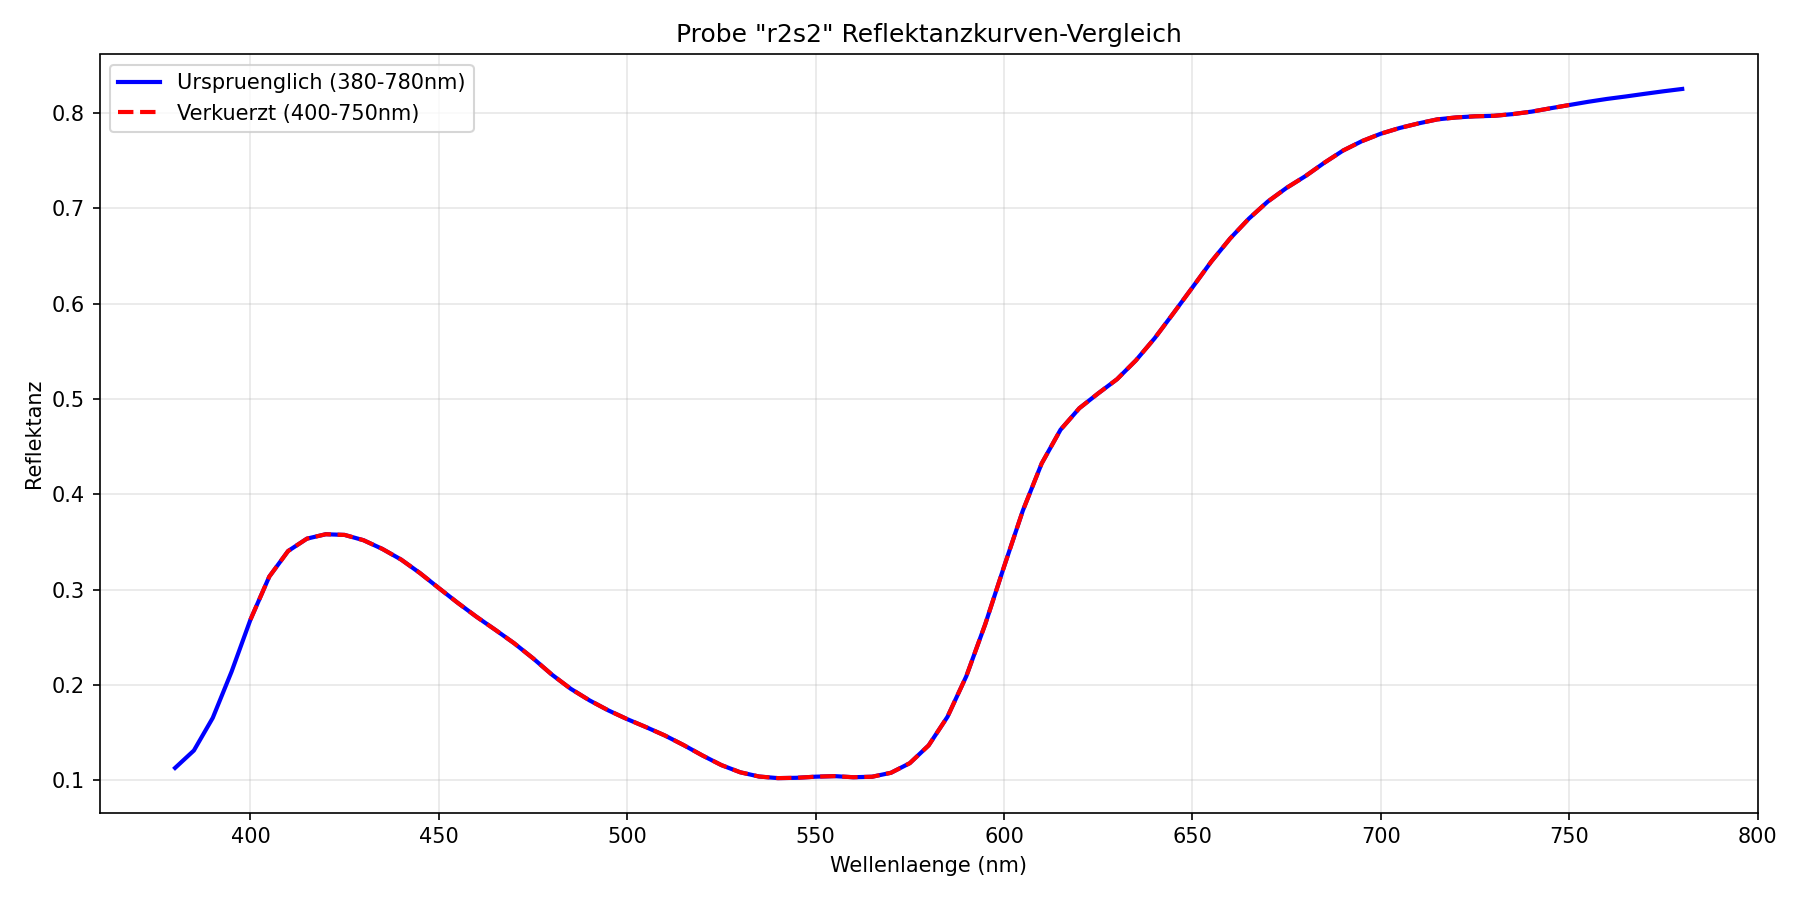 Probe "r2s2" Reflektanzkurven-Vergleich
Urspruenglich (380-780nm)
Verkuerzt (400-750nm)
Reflektanz
0.8
0.7
0.6
0.5
0.4
0.3
0.2
0.1
400 450 500 550 600 650 700 750 800
Wellenlaenge (nm)